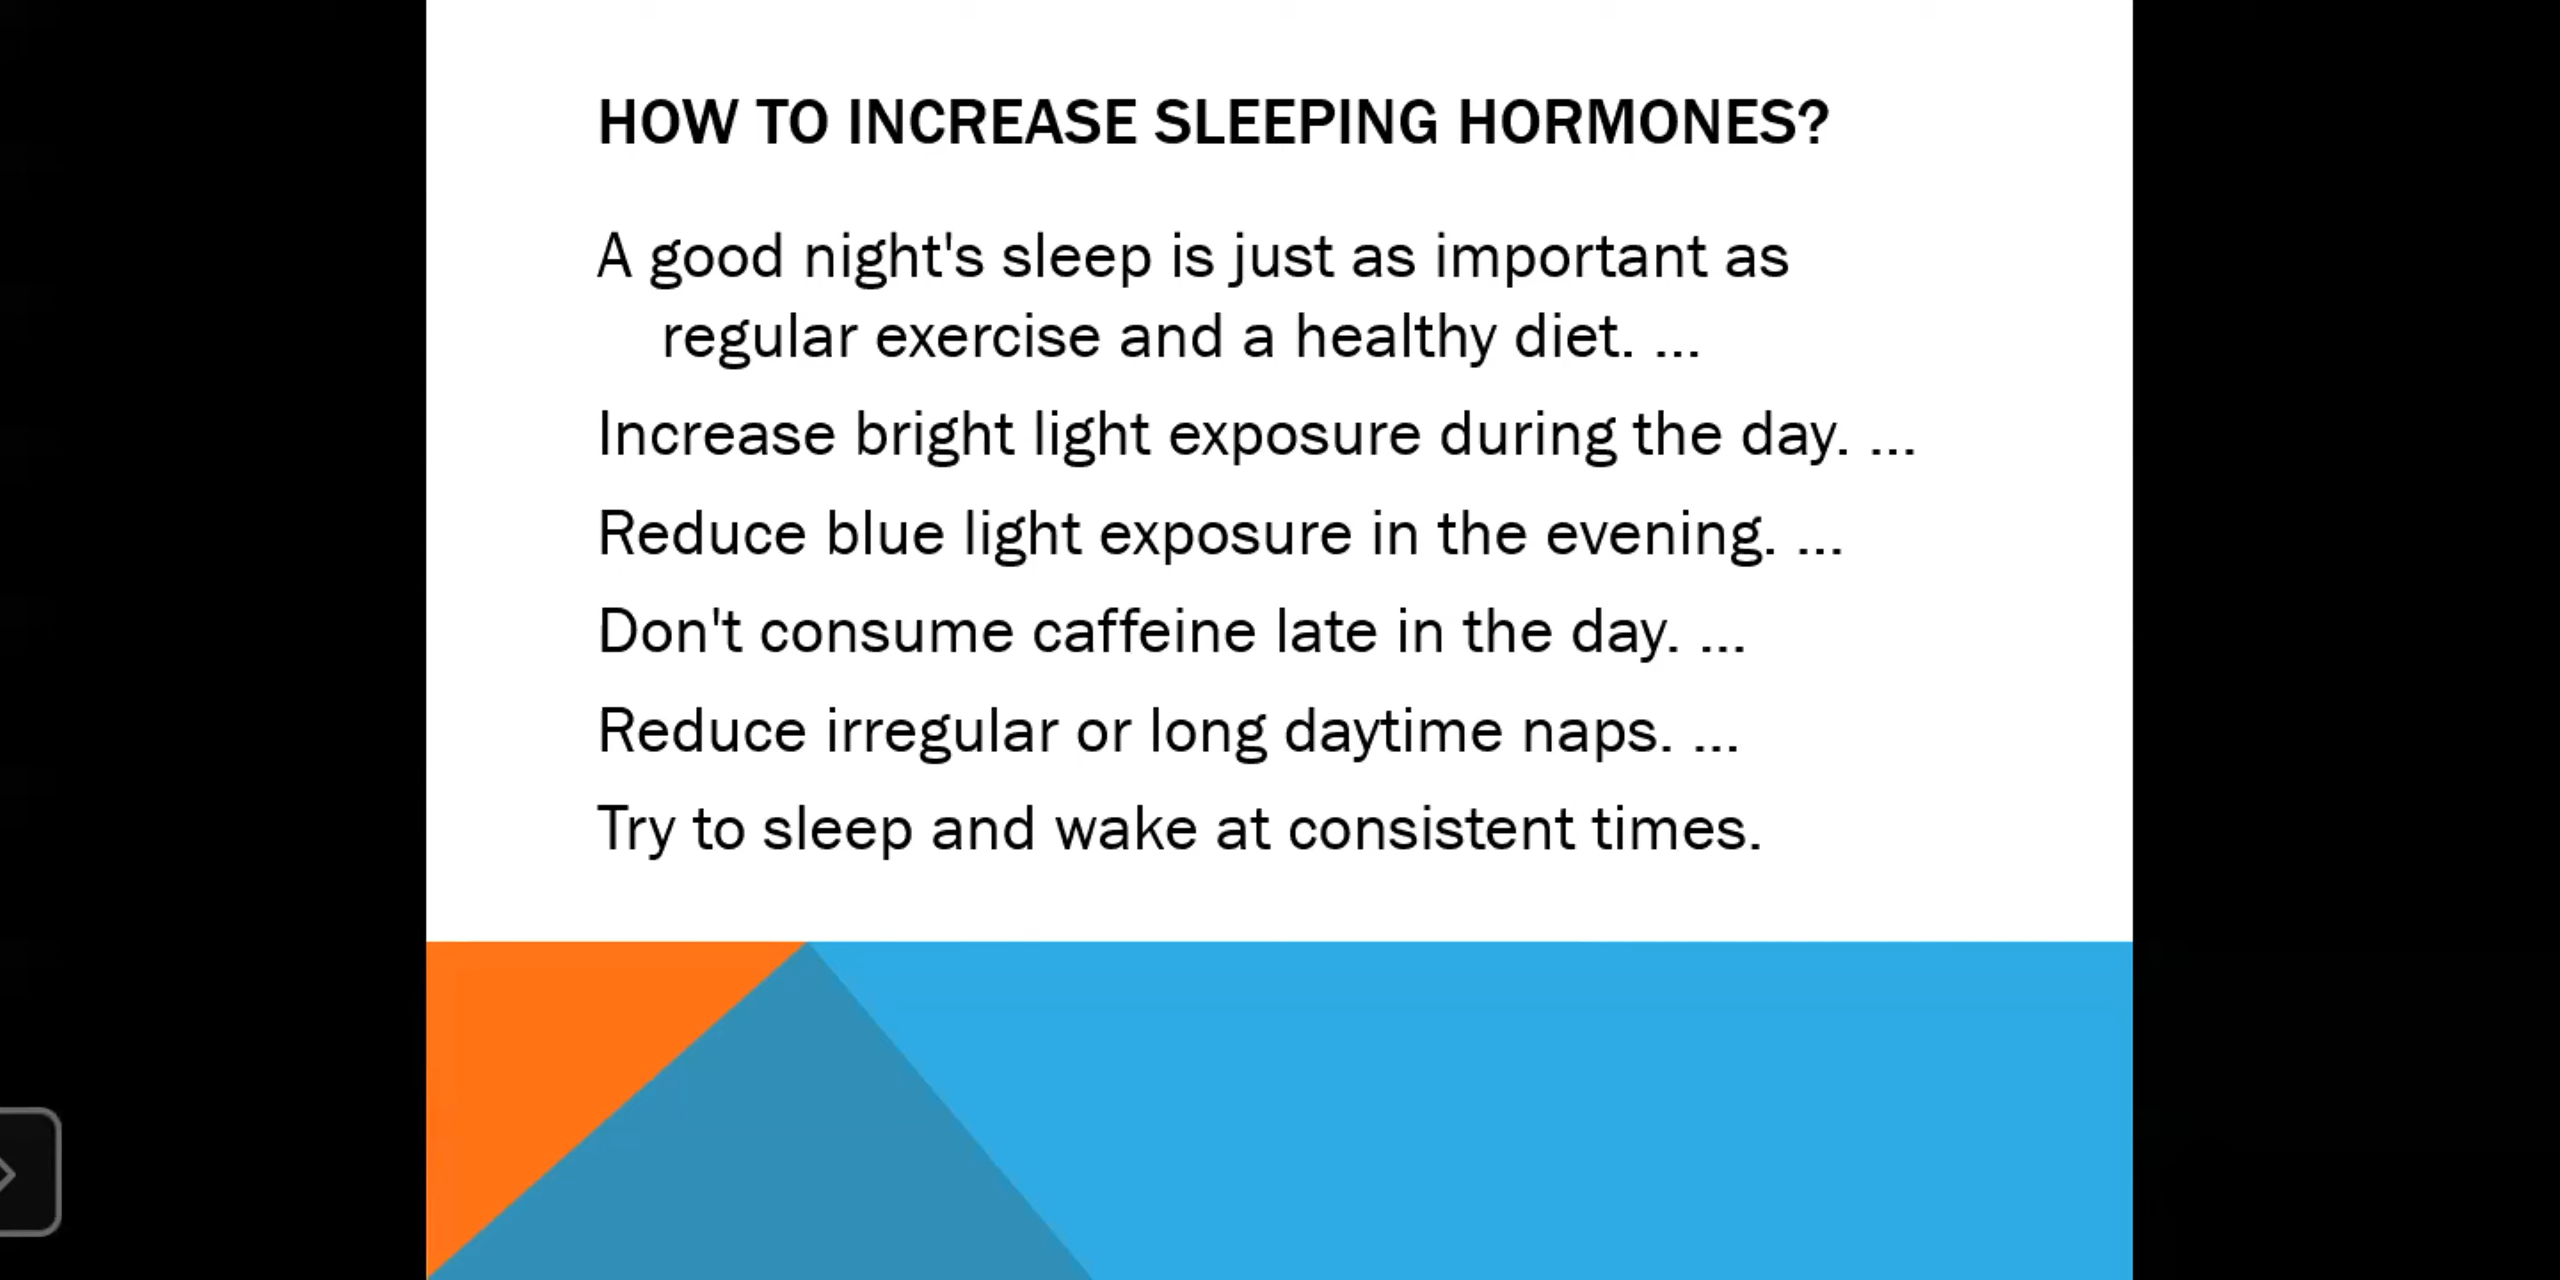 HOW TO INCREASE SLEEPING HORMONES?
A good night's sleep is just as important as
regular exercise and a healthy diet. ...
Increase bright light exposure during the day. ...
Reduce blue light exposure in the evening. ...
Don't consume caffeine late in the day. ...
Reduce irregular or long daytime naps. ...
Try to sleep and wake at consistent times.